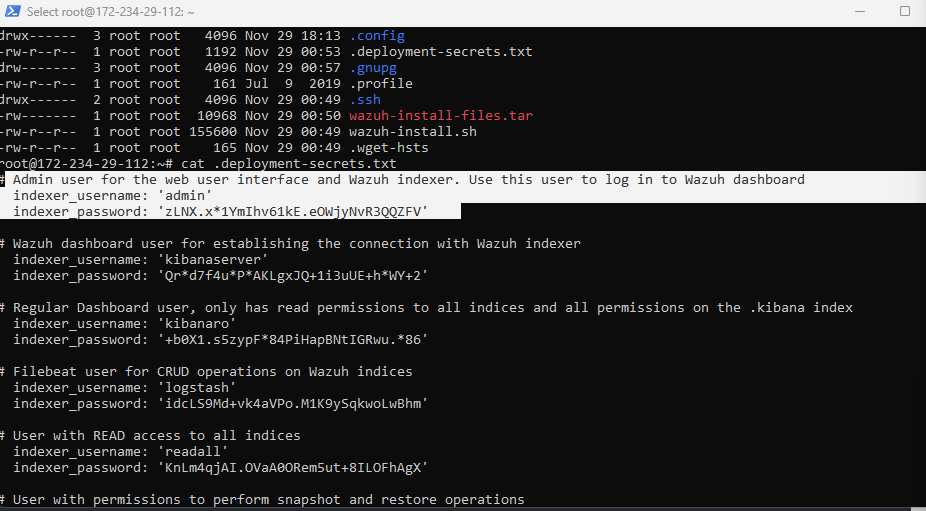 Select root@172-234-29-112: ~
drwx------  3 root root   4096 Nov 29 18:13 .config
-rw-r--r--  1 root root   1192 Nov 29 00:53 .deployment-secrets.txt
drwx------  3 root root   4096 Nov 29 00:57 .gnupg
-rw-r--r--  1 root root    161 Jul  9  2019 .profile
drwx------  2 root root   4096 Nov 29 00:49 .ssh
-rw-------  1 root root  10968 Nov 29 00:50 wazuh-install-files.tar
-rw-r--r--  1 root root 155600 Nov 29 00:49 wazuh-install.sh
-rw-r--r--  1 root root    165 Nov 29 00:49 .wget-hsts
root@172-234-29-112:~# cat .deployment-secrets.txt
# Admin user for the web user interface and Wazuh indexer. Use this user to log in to Wazuh dashboard
  indexer_username: 'admin'
  indexer_password: 'zLNX.x*1YmIhv61kE.eOWjyNvR3QQZFV'
# Wazuh dashboard user for establishing the connection with Wazuh indexer
  indexer_username: 'kibanaserver'
  indexer_password: 'Qr*d7f4u*P*AKLgxJQ+1i3uUE+h*WY+2'
# Regular Dashboard user, only has read permissions to all indices and all permissions on the .kibana index
  indexer_username: 'kibanaro'
  indexer_password: '+b0X1.s5zypF*84PiHapBNtIGRwu.*86'
# Filebeat user for CRUD operations on Wazuh indices
  indexer_username: 'logstash'
  indexer_password: 'idcLS9Md+vk4aVPo.M1K9ySqkwoLwBhm'
# User with READ access to all indices
  indexer_username: 'readall'
  indexer_password: 'KnLm4qjAI.OVaA0ORem5ut+8ILOFhAgX'
# User with permissions to perform snapshot and restore operations